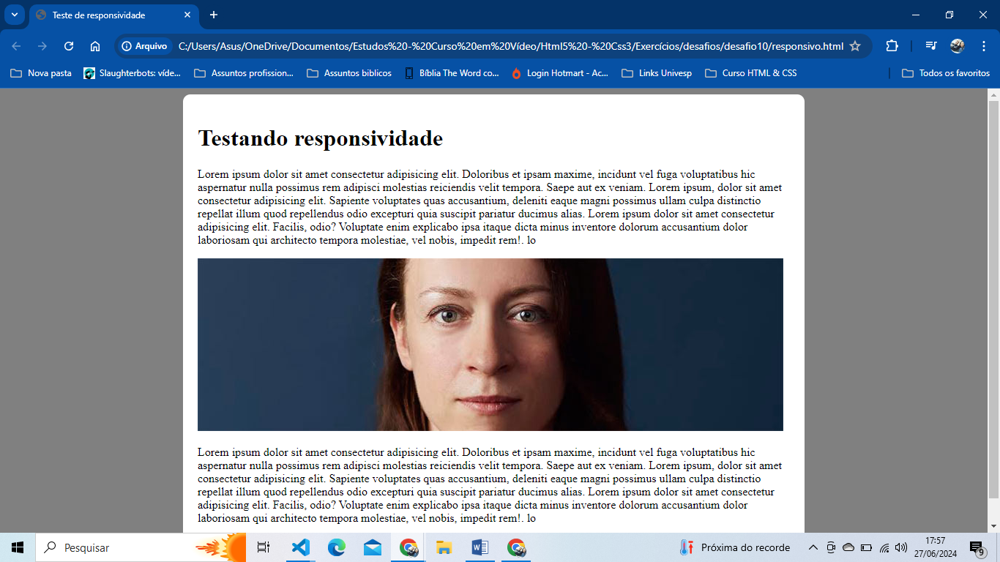 Teste de responsividade
Arquivo
C:/Users/Asus/OneDrive/Documentos/Estudos%20-%20Curso%20em%20Vídeo/Html5%20-%20Css3/Exercícios/desafios/desafio10/responsivo.html
Nova pasta
Slaughterbots: víde...
Assuntos profission...
Assuntos biblicos
Bíblia The Word co...
Login Hotmart - Ac...
Links Univesp
Curso HTML & CSS
Todos os favoritos
Testando responsividade
Lorem ipsum dolor sit amet consectetur adipisicing elit. Doloribus et ipsam maxime, incidunt vel fuga voluptatibus hic
aspernatur nulla possimus rem adipisci molestias reiciendis velit tempora. Saepe aut ex veniam. Lorem ipsum, dolor sit amet
consectetur adipisicing elit. Sapiente voluptates quas accusantium, deleniti eaque magni possimus ullam culpa distinctio
repellat illum quod repellendus odio excepturi quia suscipit pariatur ducimus alias. Lorem ipsum dolor sit amet consectetur
adipisicing elit. Facilis, odio? Voluptate enim explicabo ipsa itaque dicta minus inventore dolorum accusantium dolor
laboriosam qui architecto tempora molestiae, vel nobis, impedit rem!. lo
Lorem ipsum dolor sit amet consectetur adipisicing elit. Doloribus et ipsam maxime, incidunt vel fuga voluptatibus hic
aspernatur nulla possimus rem adipisci molestias reiciendis velit tempora. Saepe aut ex veniam. Lorem ipsum, dolor sit amet
consectetur adipisicing elit. Sapiente voluptates quas accusantium, deleniti eaque magni possimus ullam culpa distinctio
repellat illum quod repellendus odio excepturi quia suscipit pariatur ducimus alias. Lorem ipsum dolor sit amet consectetur
adipisicing elit. Facilis, odio? Voluptate enim explicabo ipsa itaque dicta minus inventore dolorum accusantium dolor
laboriosam qui architecto tempora molestiae, vel nobis, impedit rem!. lo
Pesquisar
Próxima do recorde
17:57
27/06/2024
9